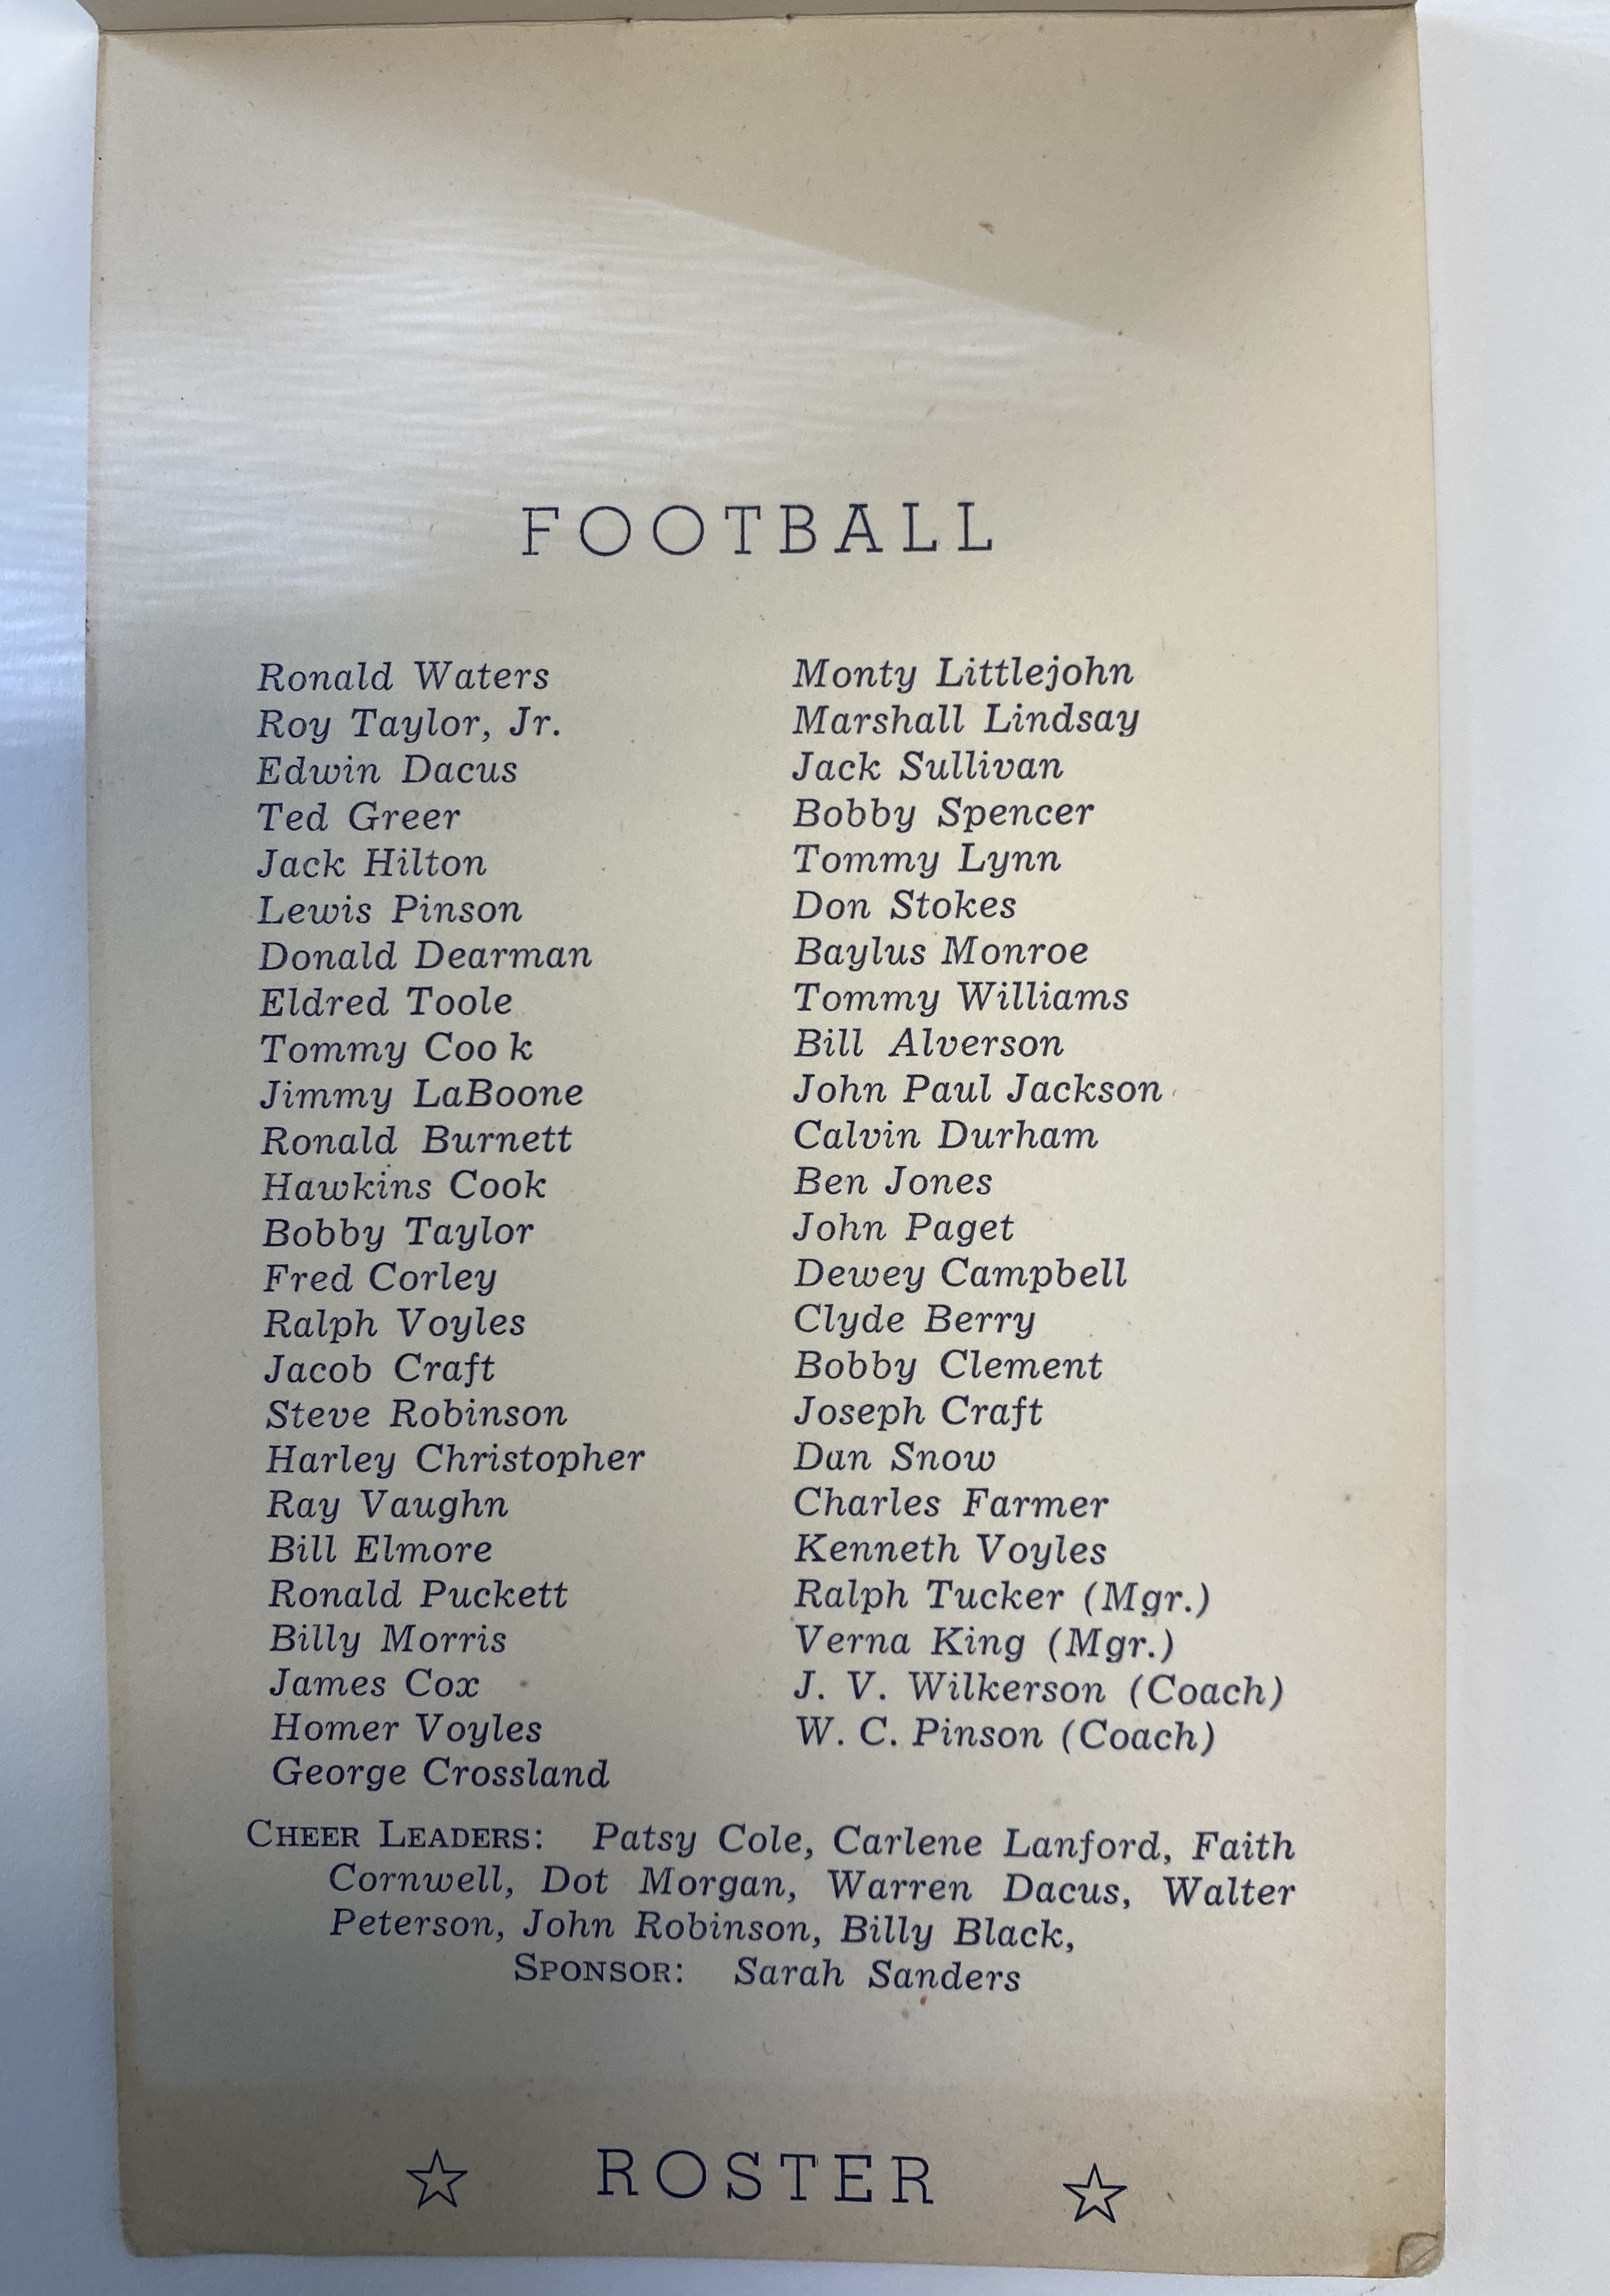 FOOTBALL
Ronald Waters
Roy Taylor, Jr.
Edwin Dacus
Ted Greer
Jack Hilton
Lewis Pinson
Donald Dearman
Eldred Toole
Tommy Coo k
Jimmy LaBoone
Ronald Burnett
Hawkins Cook
Bobby Taylor
Fred Corley
Ralph Voyles
Jacob Craft
Steve Robinson
Harley Christopher
Ray Vaughn
Bill Elmore
Ronald Puckett
Billy Morris
James Cox
Homer Voyles
George Crossland
Monty Littlejohn
Marshall Lindsay
Jack Sullivan
Bobby Spencer
Tommy Lynn
Don Stokes
Baylus Monroe
Tommy Williams
Bill Alverson
John Paul Jackson
Calvin Durham
Ben Jones
John Paget
Dewey Campbell
Clyde Berry
Bobby Clement
Joseph Craft
Dan Snow
Charles Farmer
Kenneth Voyles
Ralph Tucker (Mgr.)
Verna King (Mgr.)
J. V. Wilkerson (Coach)
W. C. Pinson (Coach)
CHEER LEADERS: Patsy Cole, Carlene Lanford, Faith
Cornwell, Dot Morgan, Warren Dacus, Walter
Peterson, John Robinson, Billy Black,
SPONSOR: Sarah Sanders
☆ ROSTER ☆